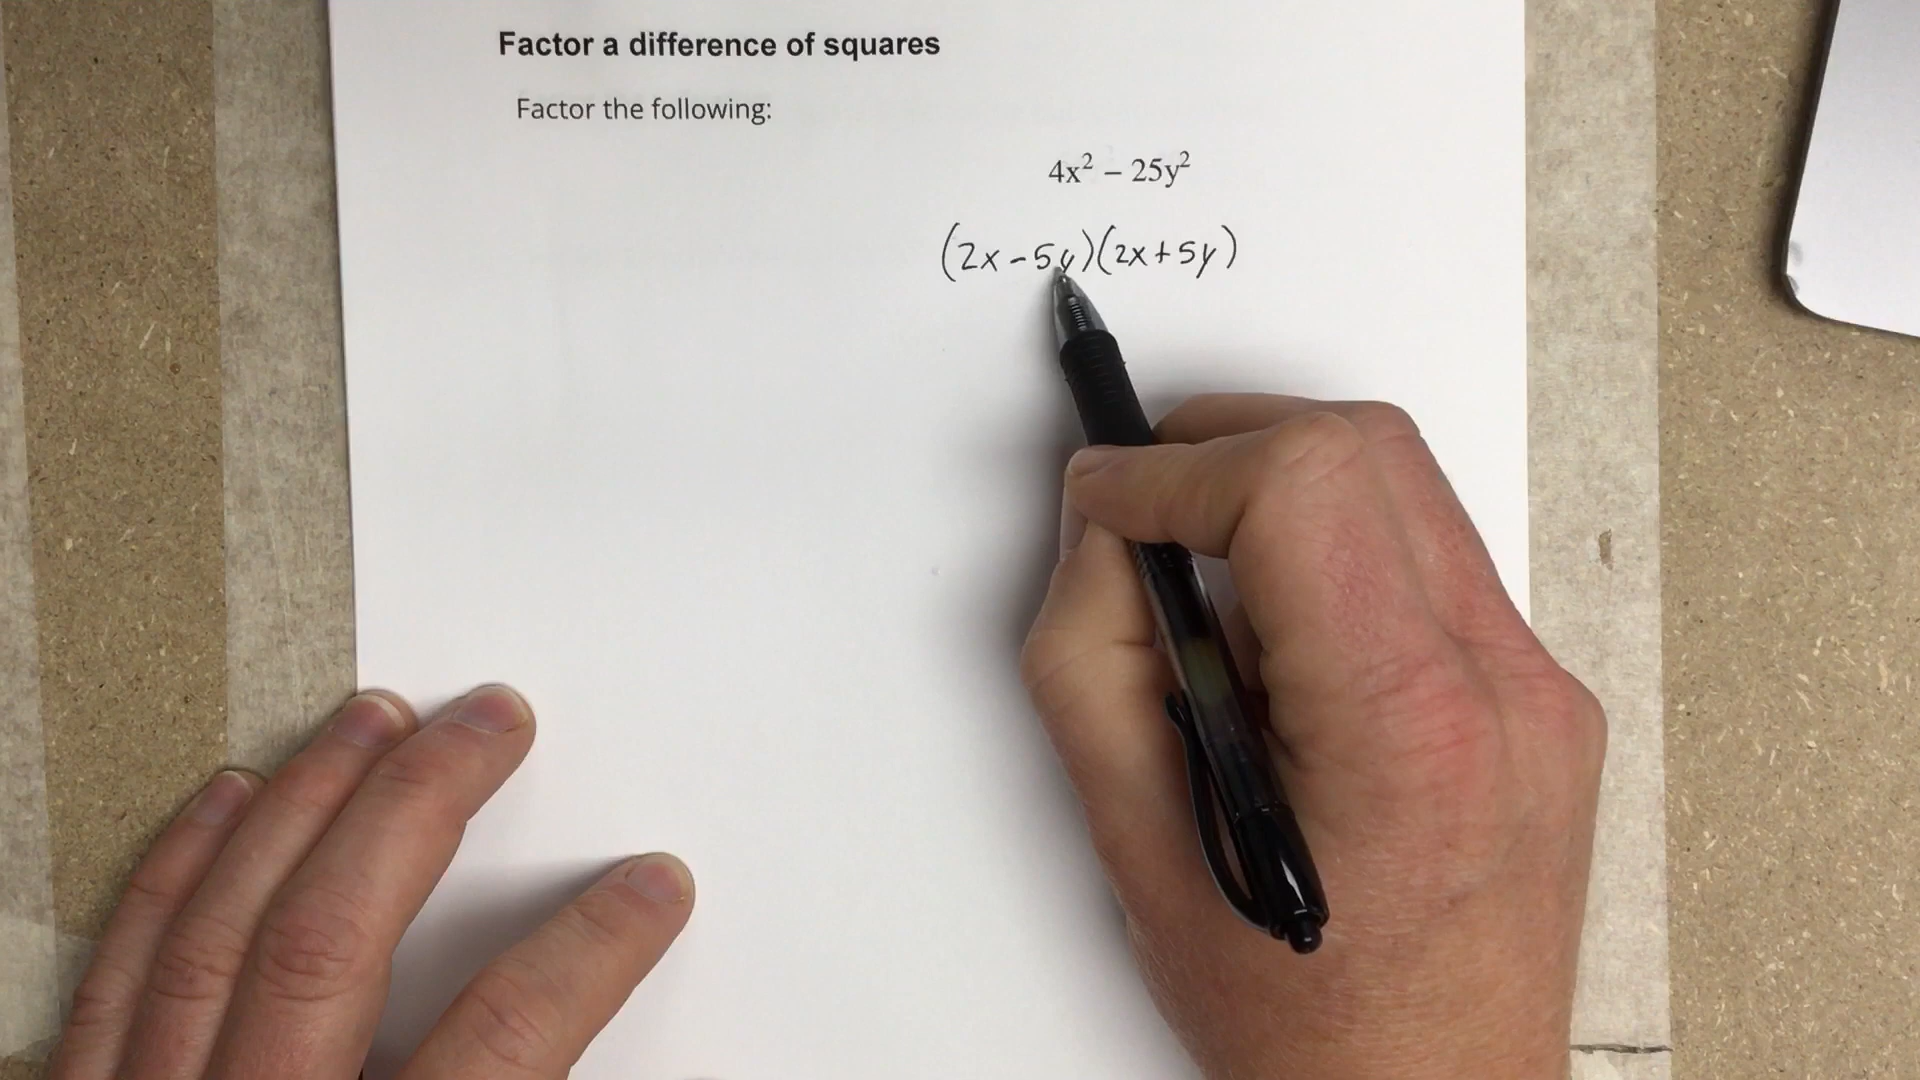 Factor a difference of squares
Factor the following:
4x² – 25y²
(2x-5y)(2x+5y)